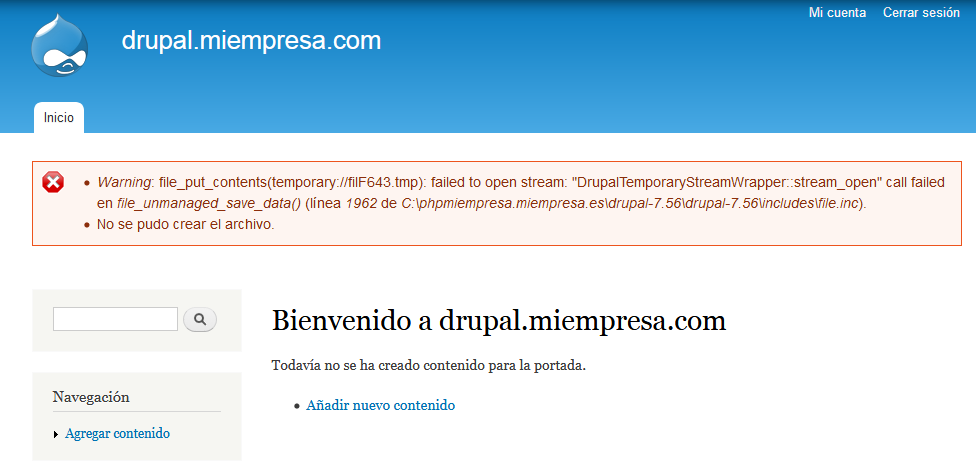 Mi cuenta Cerrar sesión
drupal.miempresa.com
Inicio
Warning: file_put_contents(temporary://filF643.tmp): failed to open stream: "DrupalTemporaryStreamWrapper::stream_open" call failed
en file_unmanaged_save_data() (línea 1962 de C:\phpmiempresa.miempresa.es\drupal-7.56\drupal-7.56\includes\file.inc).
No se pudo crear el archivo.
Bienvenido a drupal.miempresa.com
Todavía no se ha creado contenido para la portada.
Añadir nuevo contenido
Navegación
Agregar contenido